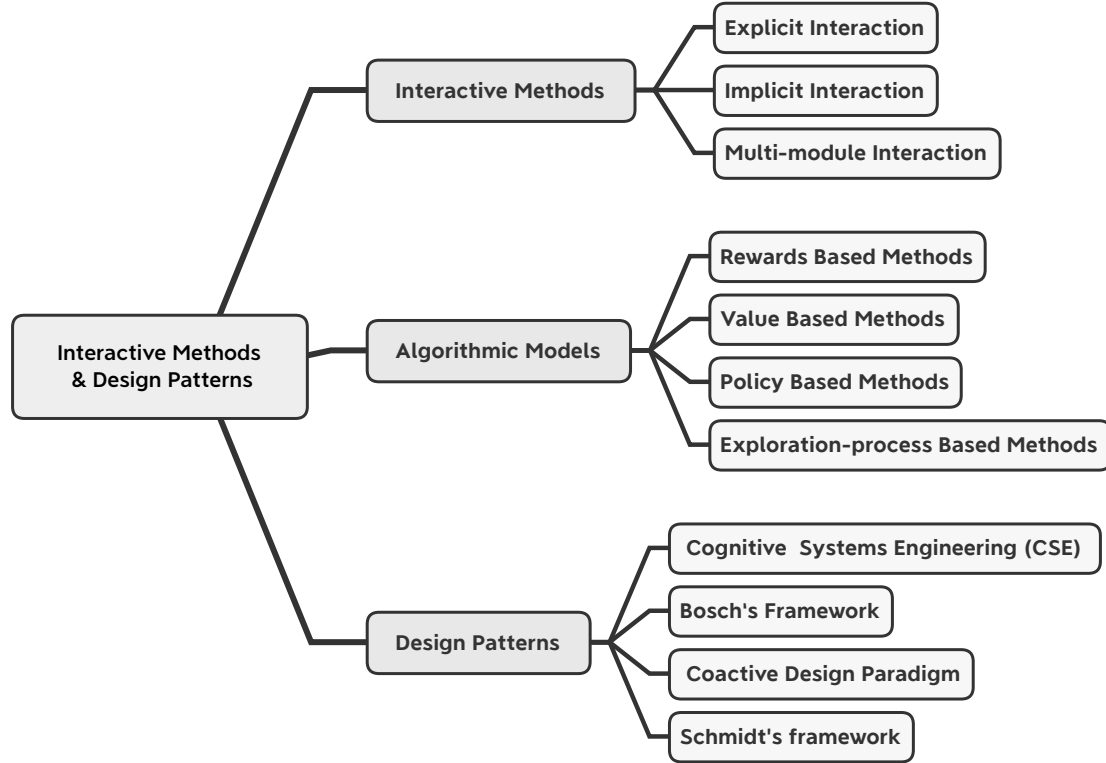 Interactive Methods
& Design Patterns
Interactive Methods
Explicit Interaction
Implicit Interaction
Multi-module Interaction
Algorithmic Models
Rewards Based Methods
Value Based Methods
Policy Based Methods
Exploration-process Based Methods
Design Patterns
Cognitive  Systems Engineering (CSE)
Bosch's Framework
Coactive Design Paradigm
Schmidt's framework